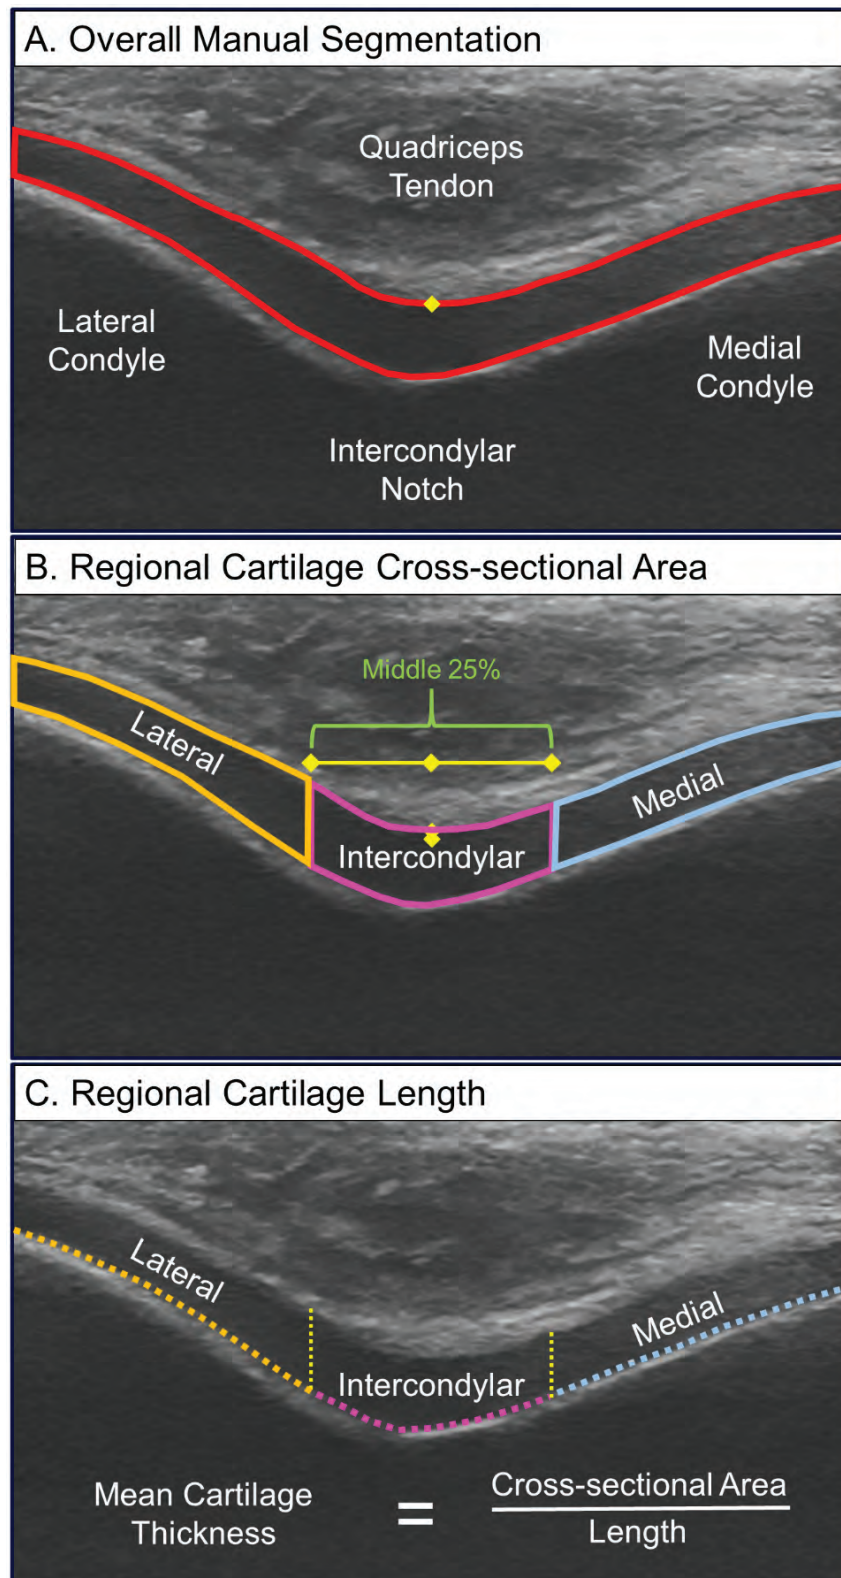 A. Overall Manual Segmentation
Quadriceps
Tendon
Lateral
Condyle
Medial
Condyle
Intercondylar
Notch
B. Regional Cartilage Cross-sectional Area
Middle 25%
Lateral
Medial
Intercondylar
C. Regional Cartilage Length
Lateral
Medial
Intercondylar
Mean Cartilage
Thickness
=
Cross-sectional Area
Length